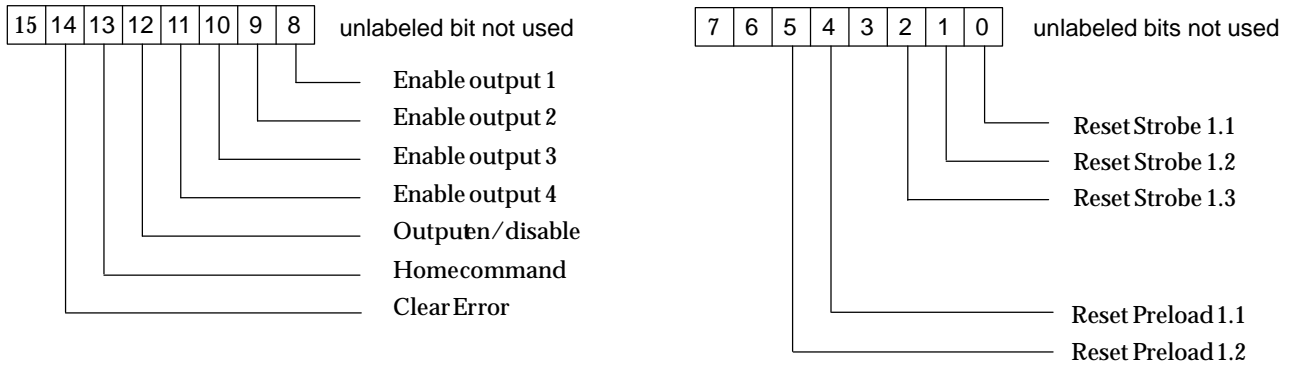 15 14 13 12 11 10 9 8 unlabeled bit not used
Enable output 1
Enable output 2
Enable output 3
Enable output 4
Outputen/disable
Homecommand
Clear Error
7 6 5 4 3 2 1 0 unlabeled bits not used
Reset Strobe 1.1
Reset Strobe 1.2
Reset Strobe 1.3
Reset Preload 1.1
Reset Preload 1.2